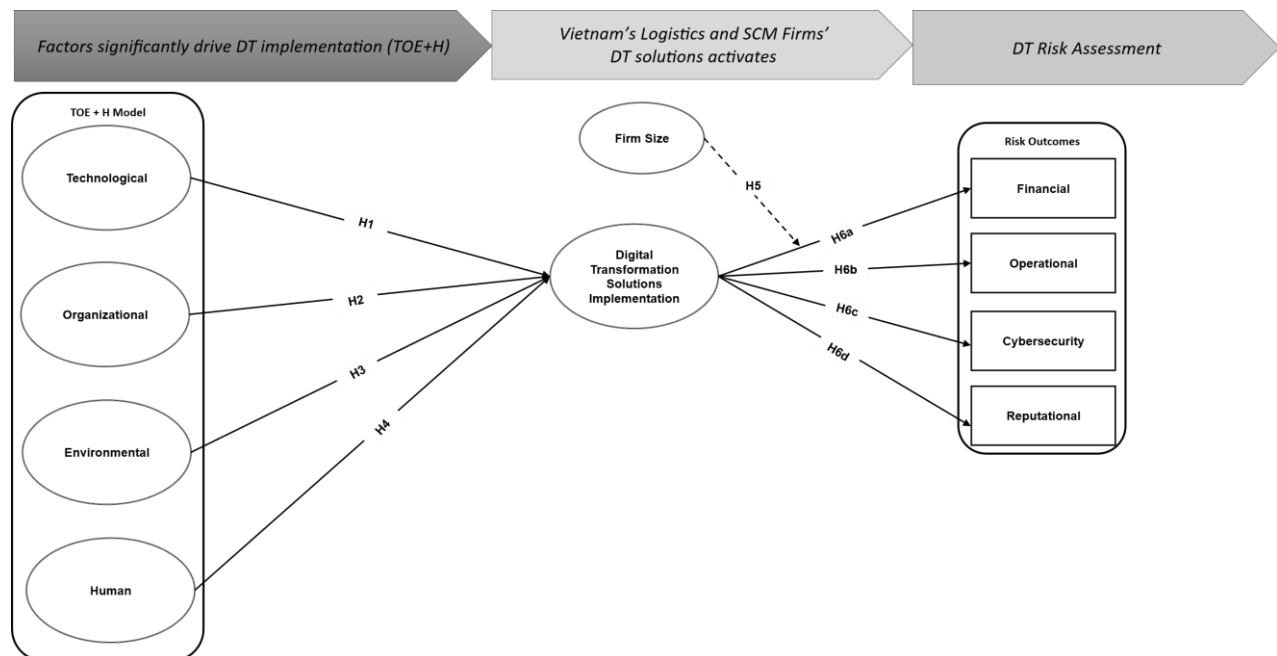 Factors significantly drive DT implementation (TOE+H)
Vietnam's Logistics and SCM Firms'
DT solutions activates
DT Risk Assessment
TOE + H Model
Technological
Organizational
Environmental
Human
H1
H2
H3
H4
Firm Size
H5
Digital
Transformation
Solutions
Implementation
H6a
H6b
H6c
H6d
Risk Outcomes
Financial
Operational
Cybersecurity
Reputational